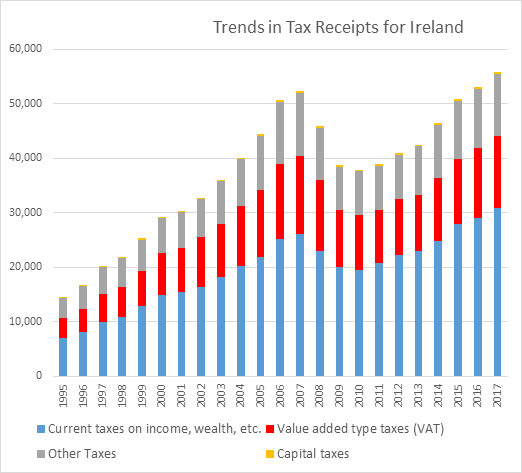 Trends in Tax Receipts for Ireland
60,000
50,000
40,000
30,000
20,000
10,000
0
1995 1996 1997 1998 1999 2000 2001 2002 2003 2004 2005 2006 2007 2008 2009 2010 2011 2012 2013 2014 2015 2016 2017
Current taxes on income, wealth, etc. Value added type taxes (VAT)
Other Taxes Capital taxes